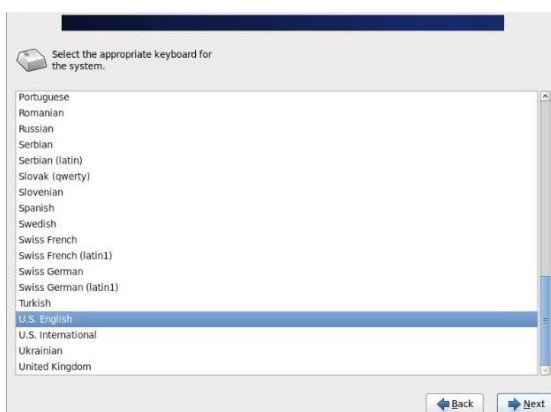 Select the appropriate keyboard for
the system.
Portuguese
Romanian
Russian
Serbian
Serbian (latin)
Slovak (qwerty)
Slovenian
Spanish
Swedish
Swiss French
Swiss French (latin1)
Swiss German
Swiss German (latin1)
Turkish
U.S. English
U.S. International
Ukrainian
United Kingdom
Back
Next